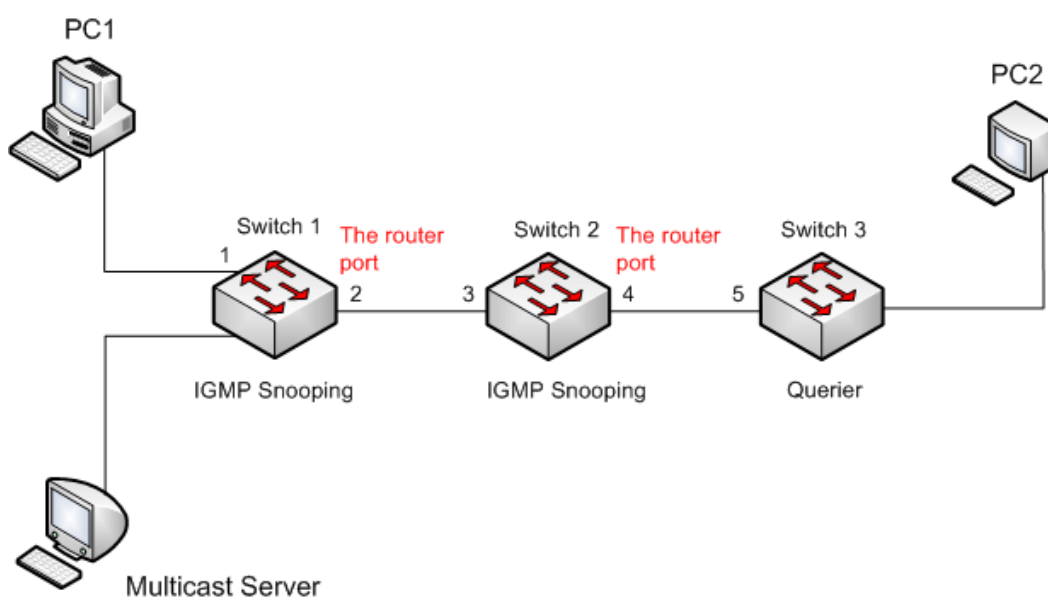 PC1
PC2
Switch 1
The router
port
Switch 2
The router
port
Switch 3
1
2
3
4
5
IGMP Snooping
IGMP Snooping
Querier
Multicast Server